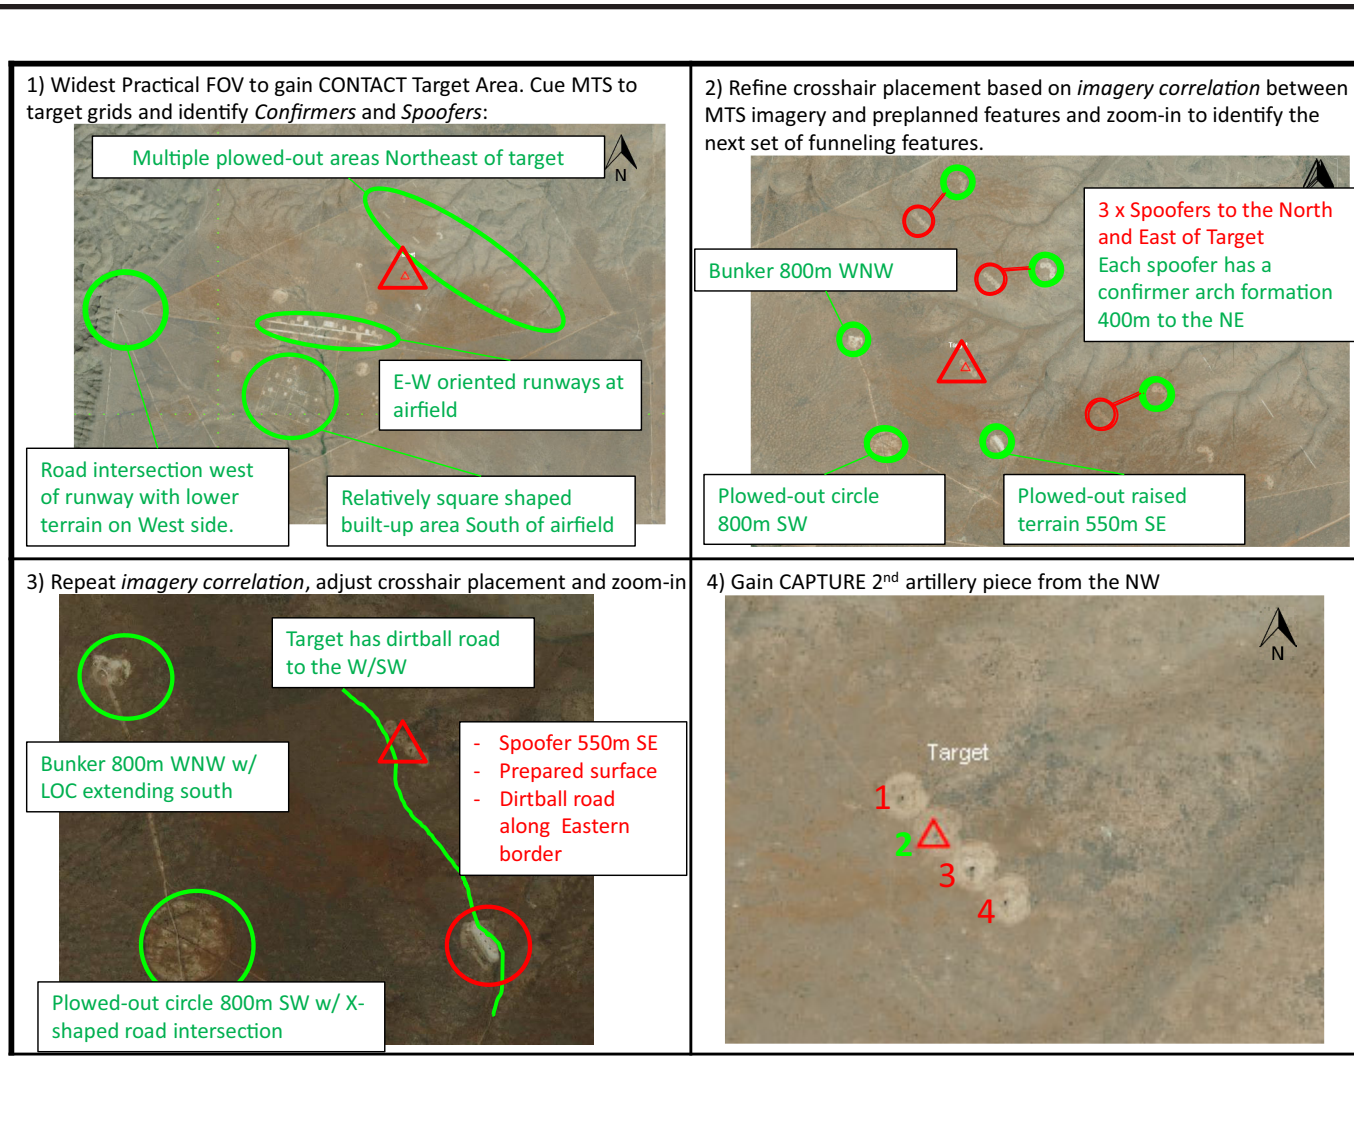 1) Widest Practical FOV to gain CONTACT Target Area. Cue MTS to
target grids and identify Confirmers and Spoofers:
Multiple plowed-out areas Northeast of target
N
E-W oriented runways at
airfield
Road intersection west
of runway with lower
terrain on West side.
Relatively square shaped
built-up area South of airfield
2) Refine crosshair placement based on imagery correlation between
MTS imagery and preplanned features and zoom-in to identify the
next set of funneling features.
3 x Spoofers to the North
and East of Target
Each spoofer has a
confirmer arch formation
400m to the NE
Bunker 800m WNW
Plowed-out circle
800m SW
Plowed-out raised
terrain 550m SE
3) Repeat imagery correlation, adjust crosshair placement and zoom-in
Target has dirtball road
to the W/SW
- Spoofer 550m SE
- Prepared surface
- Dirtball road
along Eastern
border
Bunker 800m WNW w/
LOC extending south
Plowed-out circle 800m SW w/ X-
shaped road intersection
4) Gain CAPTURE 2nd artillery piece from the NW
N
Target
1
2
3
4